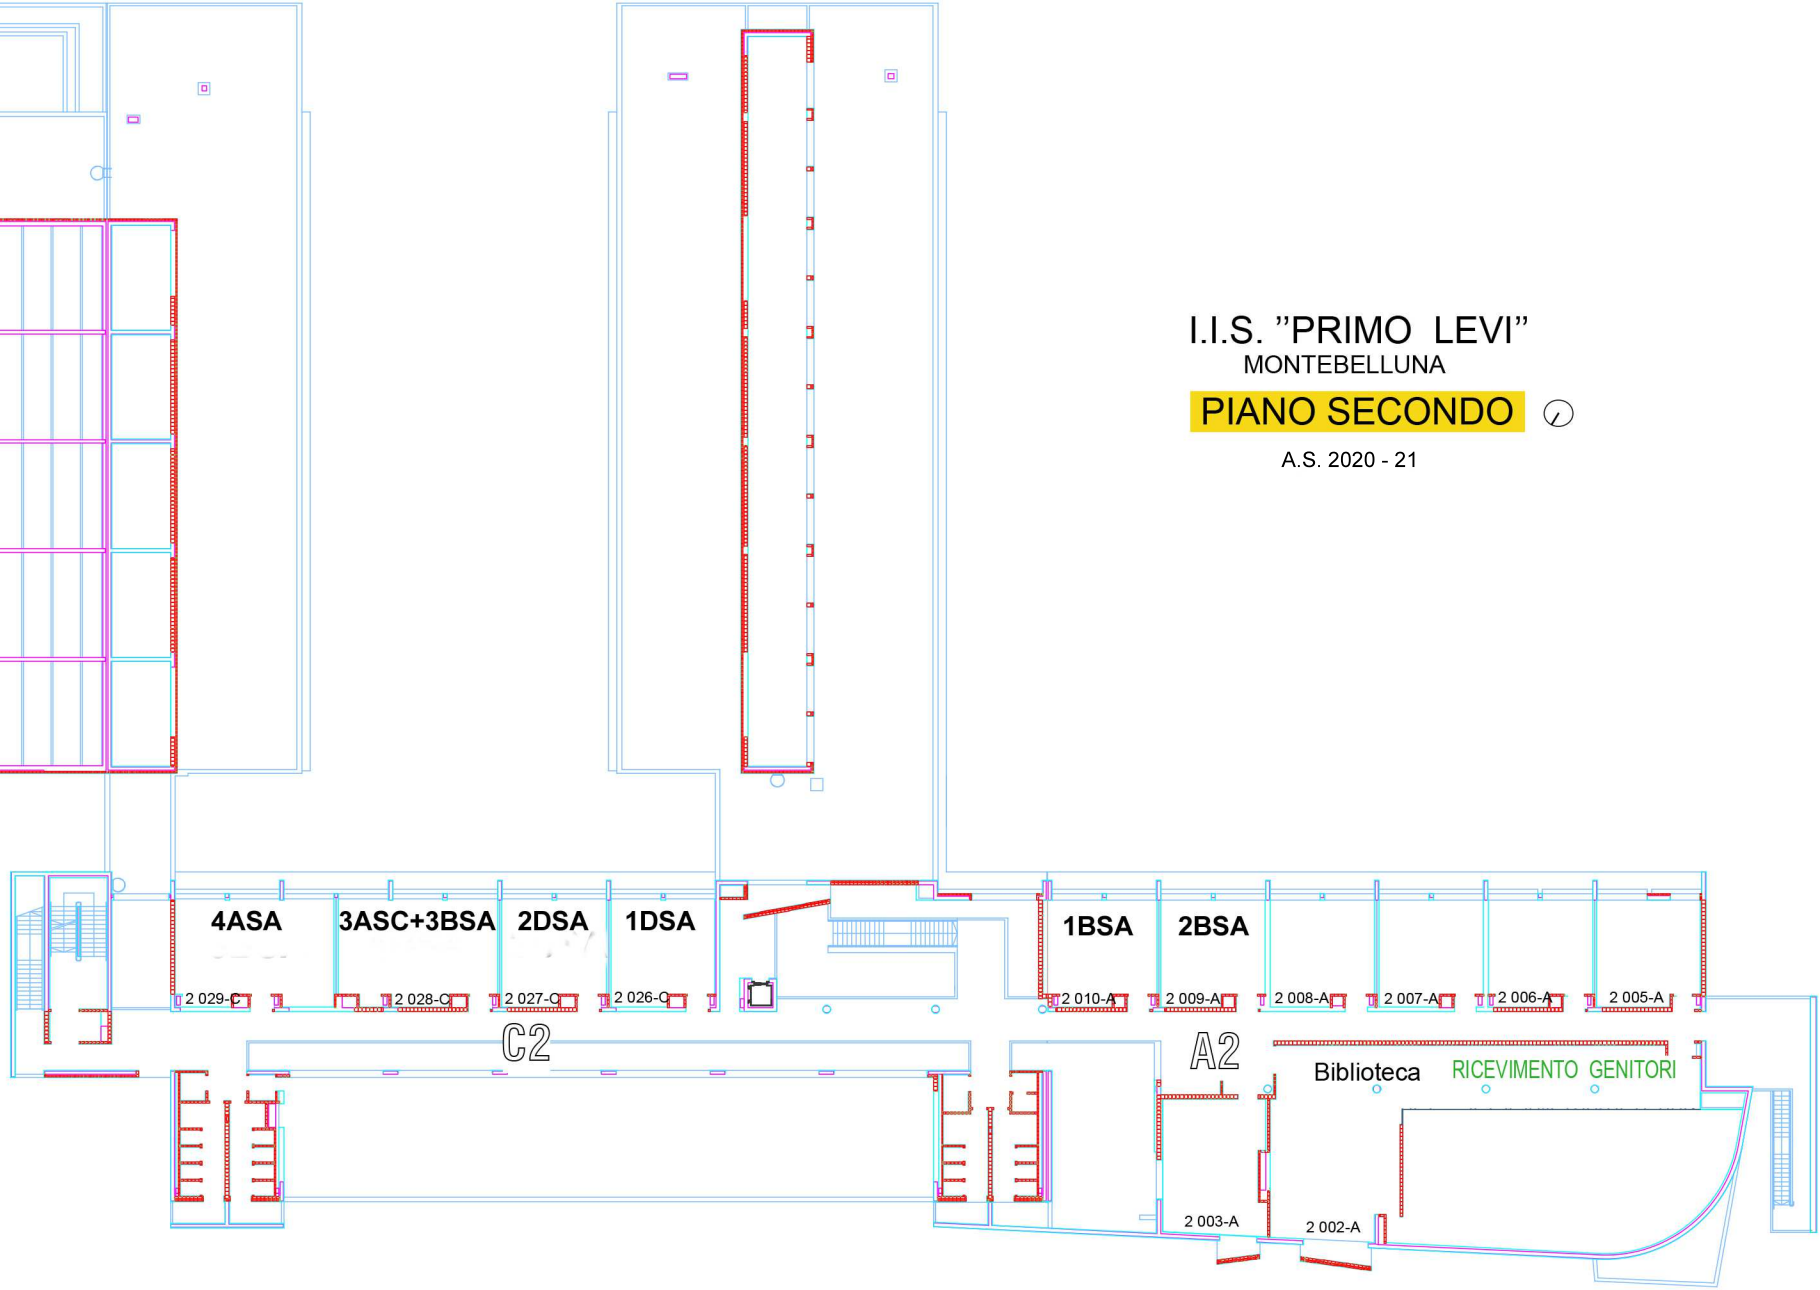 I.I.S. ”PRIMO LEVI”
MONTEBELLUNA
PIANO SECONDO
A.S. 2020 - 21
4ASA 3ASC+3BSA 2DSA 1DSA 1BSA 2BSA
2 029-C 2 028-C 2 027-C 2 026-C 2 010-A 2 009-A 2 008-A 2 007-A 2 006-A 2 005-A
C2 A2
Biblioteca RICEVIMENTO GENITORI
2 003-A 2 002-A